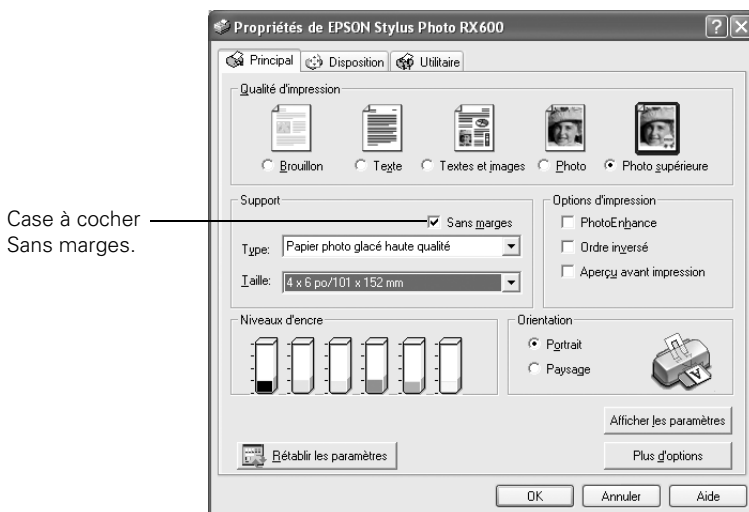 Propriétés de EPSON Stylus Photo RX600
Principal Disposition Utilitaire
Qualité d'impression
Brouillon Texte Textes et images Photo Photo supérieure
Case à cocher
Sans marges.
Support
Sans marges
Type: Papier photo glacé haute qualité
Taille: 4 x 6 po/101 x 152 mm
Options d'impression
PhotoEnhance
Ordre inversé
Aperçu avant impression
Niveaux d'encre
Orientation
Portrait
Paysage
A
Afficher les paramètres
Rétablir les paramètres
Plus d'options
OK Annuler Aide